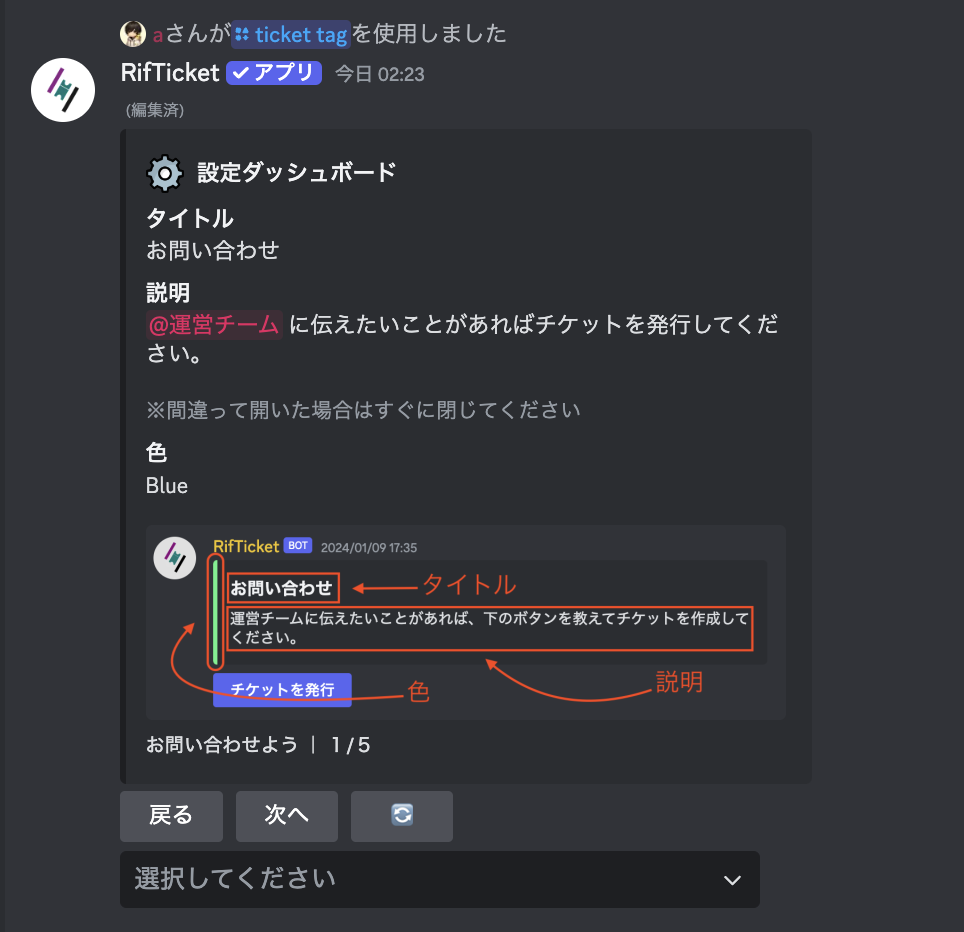 aさんが ticket tag を使用しました
RifTicket ✓アプリ 今日 02:23
(編集済)
設定ダッシュボード
タイトル
お問い合わせ
説明
@運営チーム に伝えたいことがあればチケットを発行してくだ
さい。
※間違って開いた場合はすぐに閉じてください
色
Blue
RifTicket BOT 2024/01/09 17:35
お問い合わせ タイトル
運営チームに伝えたいことがあれば、下のボタンを教えてチケットを作成して
ください。
説明
チケットを発行 色
お問い合わせよう | 1 / 5
戻る 次へ
選択してください